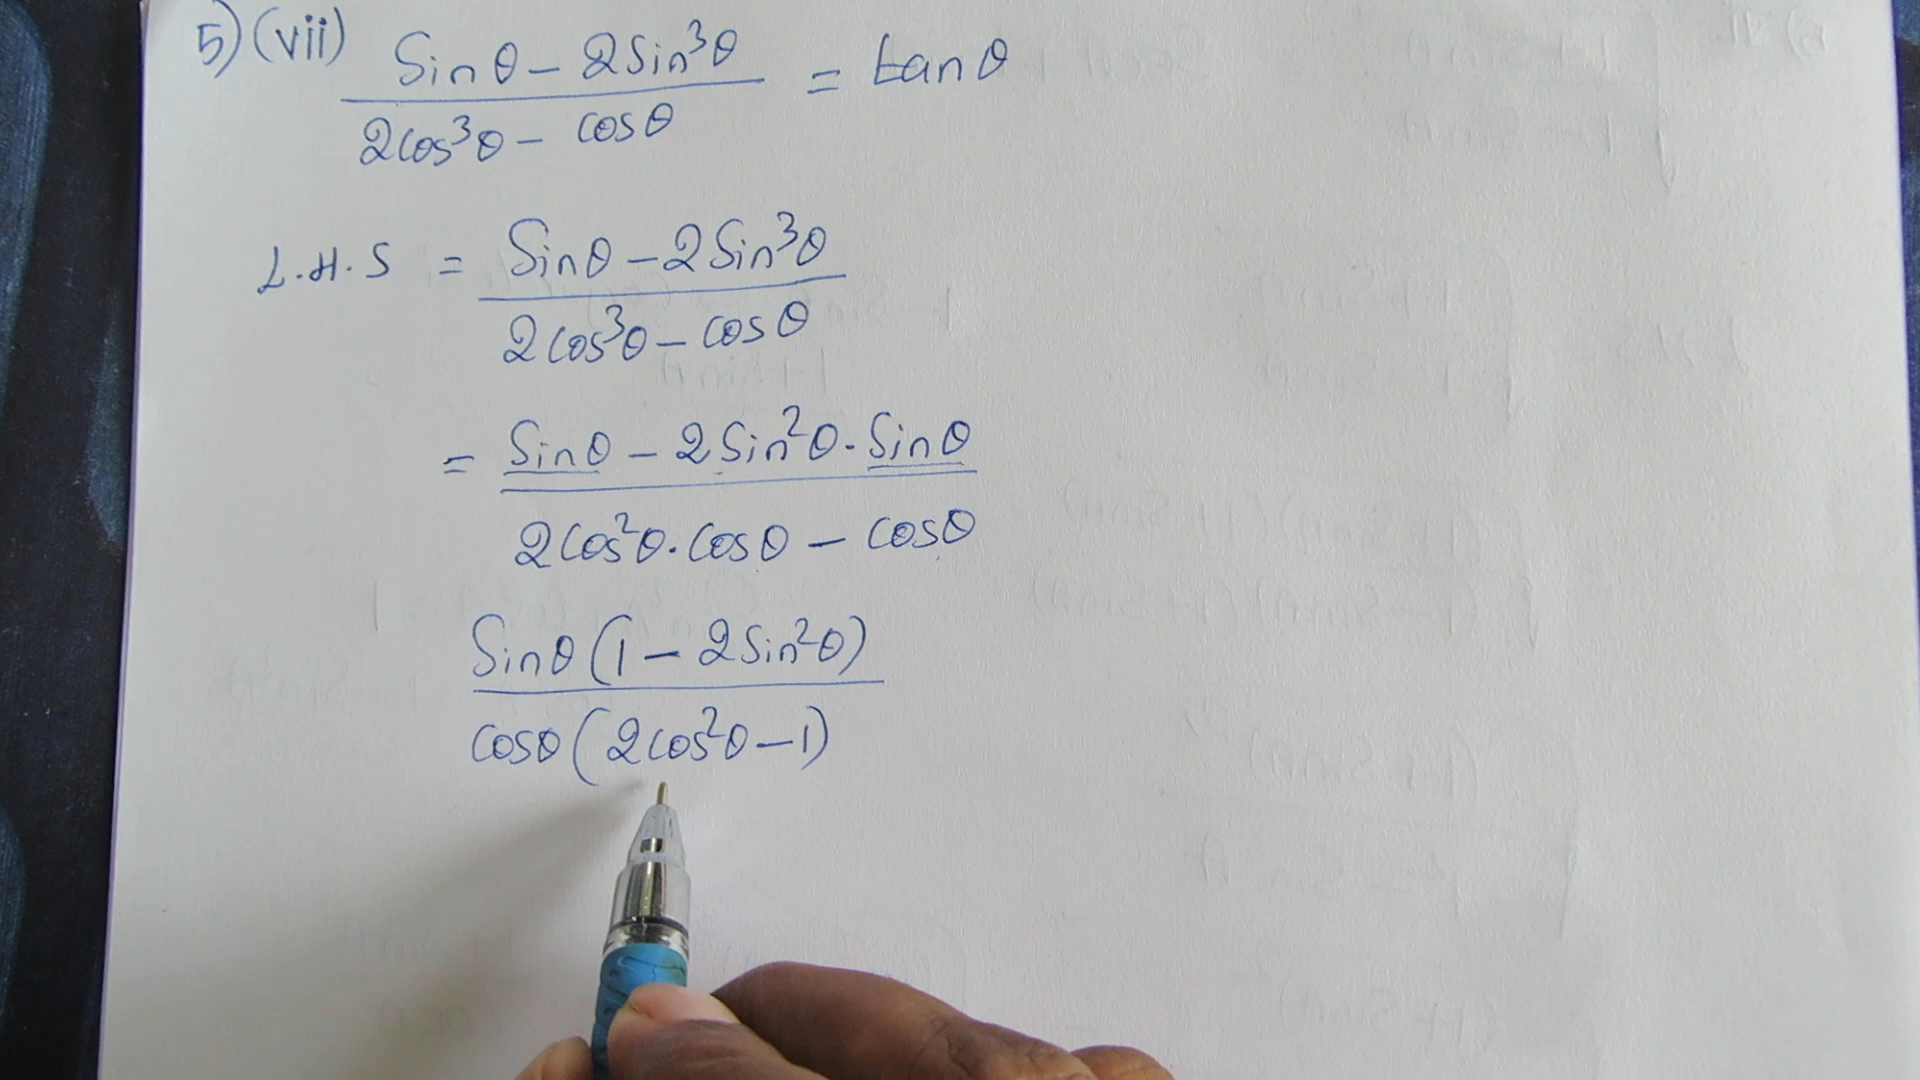 5) (vii) Sinθ - 2Sin³θ / 2cos³θ - cosθ = tanθ
L.H.S = Sinθ - 2Sin³θ / 2cos³θ - cosθ
= Sinθ - 2Sin²θ . Sinθ / 2cos²θ . cosθ - cosθ
Sinθ (1 - 2Sin²θ) / cosθ (2cos²θ - 1)